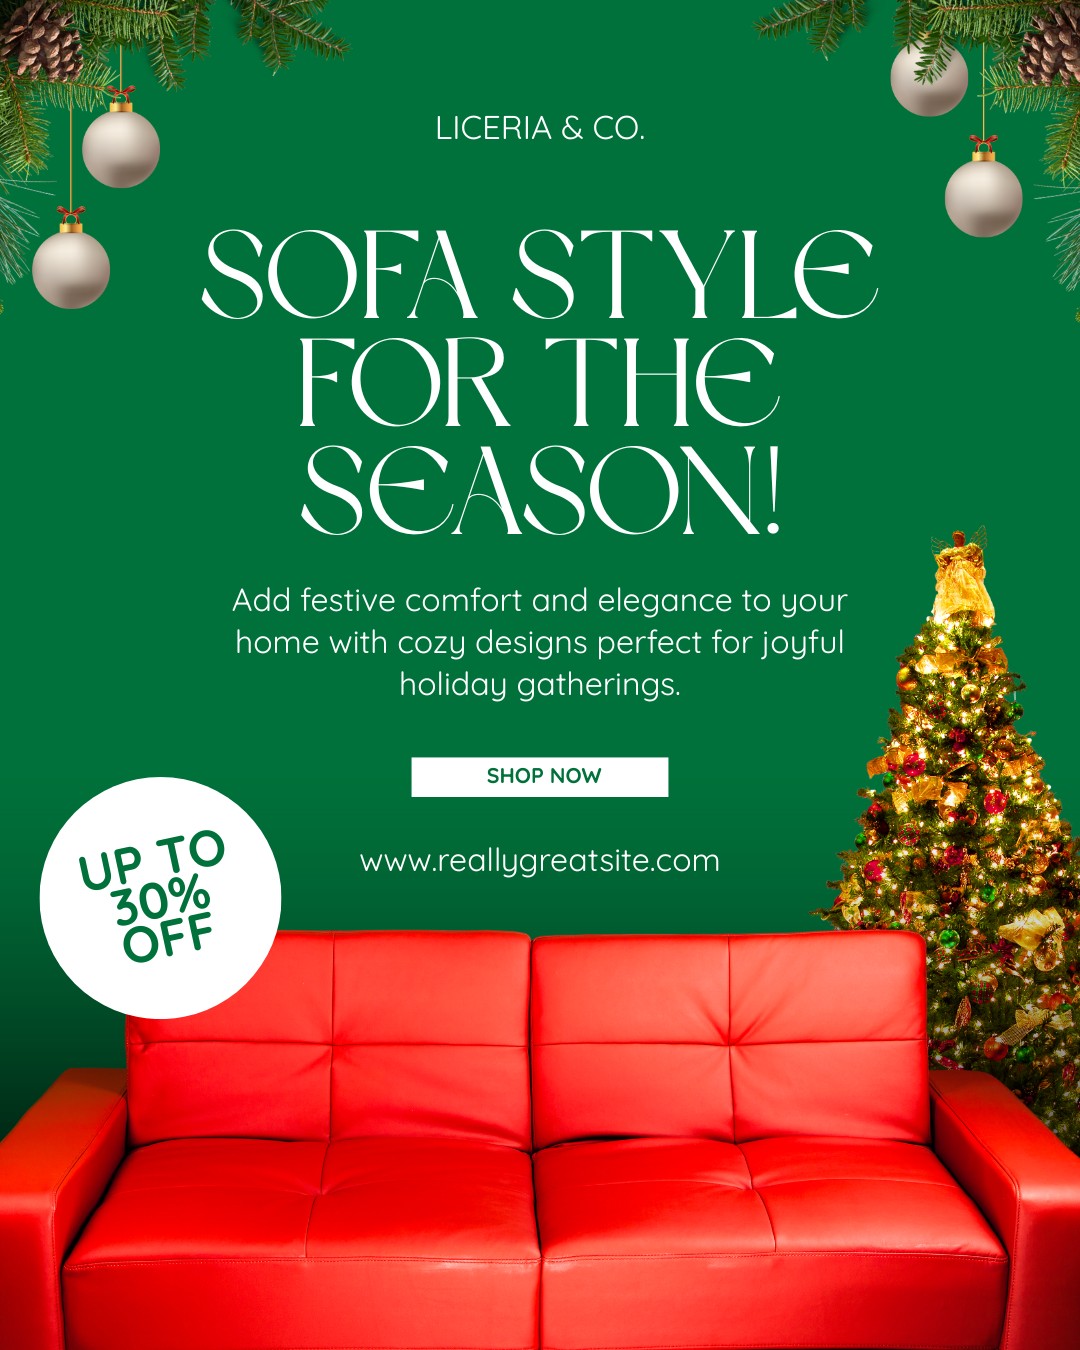 LICERIA & CO.
SOFA STYLE
FOR THE
SEASON!
Add festive comfort and elegance to your
home with cozy designs perfect for joyful
holiday gatherings.
SHOP NOW
www.reallygreatsite.com
UP TO
30%
OFF